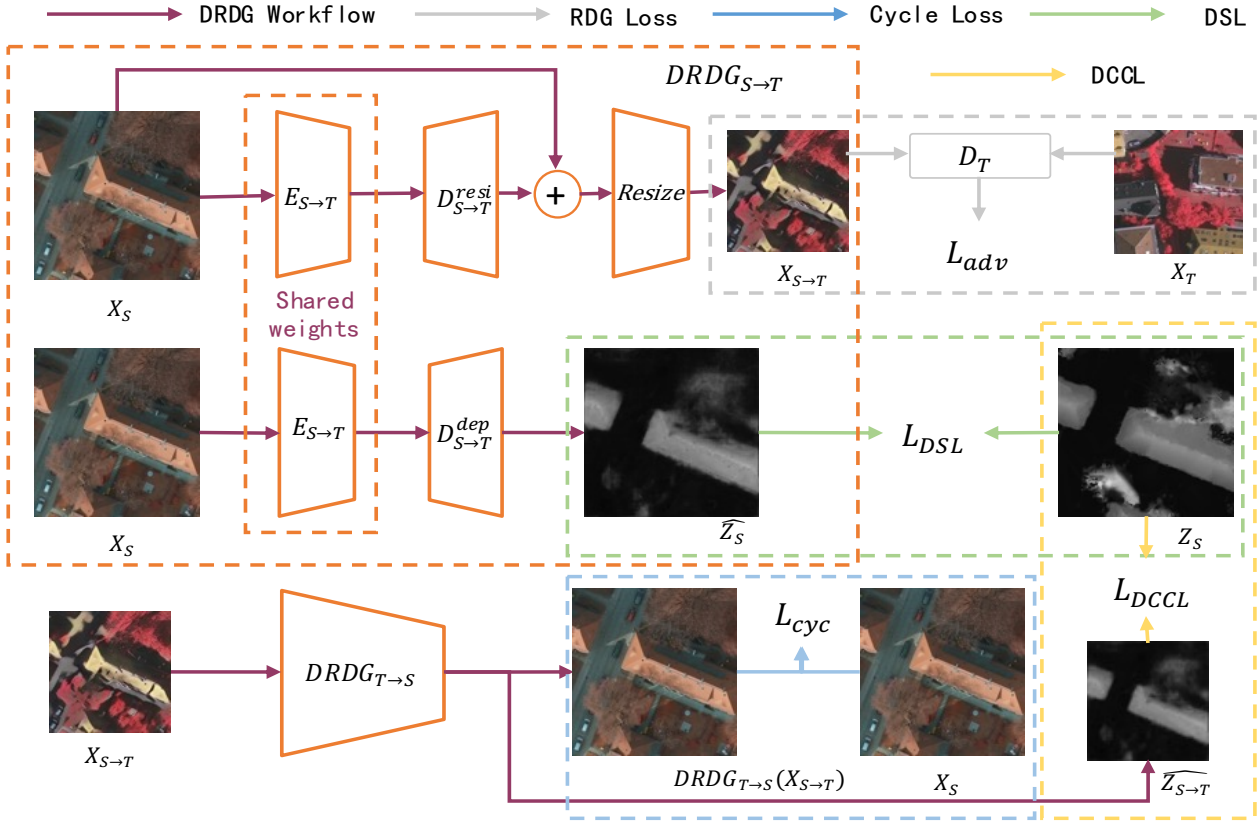 DRDG Workflow
RDG Loss
Cycle Loss
DSL
DRDG_{S→T}
DCCL
E_{S→T}
D_{S→T}^{resi}
+
Resize
D_T
L_{adv}
X_S
X_{S→T}
X_T
Shared
weights
E_{S→T}
D_{S→T}^{dep}
L_{DSL}
X_S
\widehat{Z_S}
Z_S
L_{DCCL}
L_{cyc}
DRDG_{T→S}
X_{S→T}
DRDG_{T→S}(X_{S→T})
X_S
\widehat{Z_{S→T}}